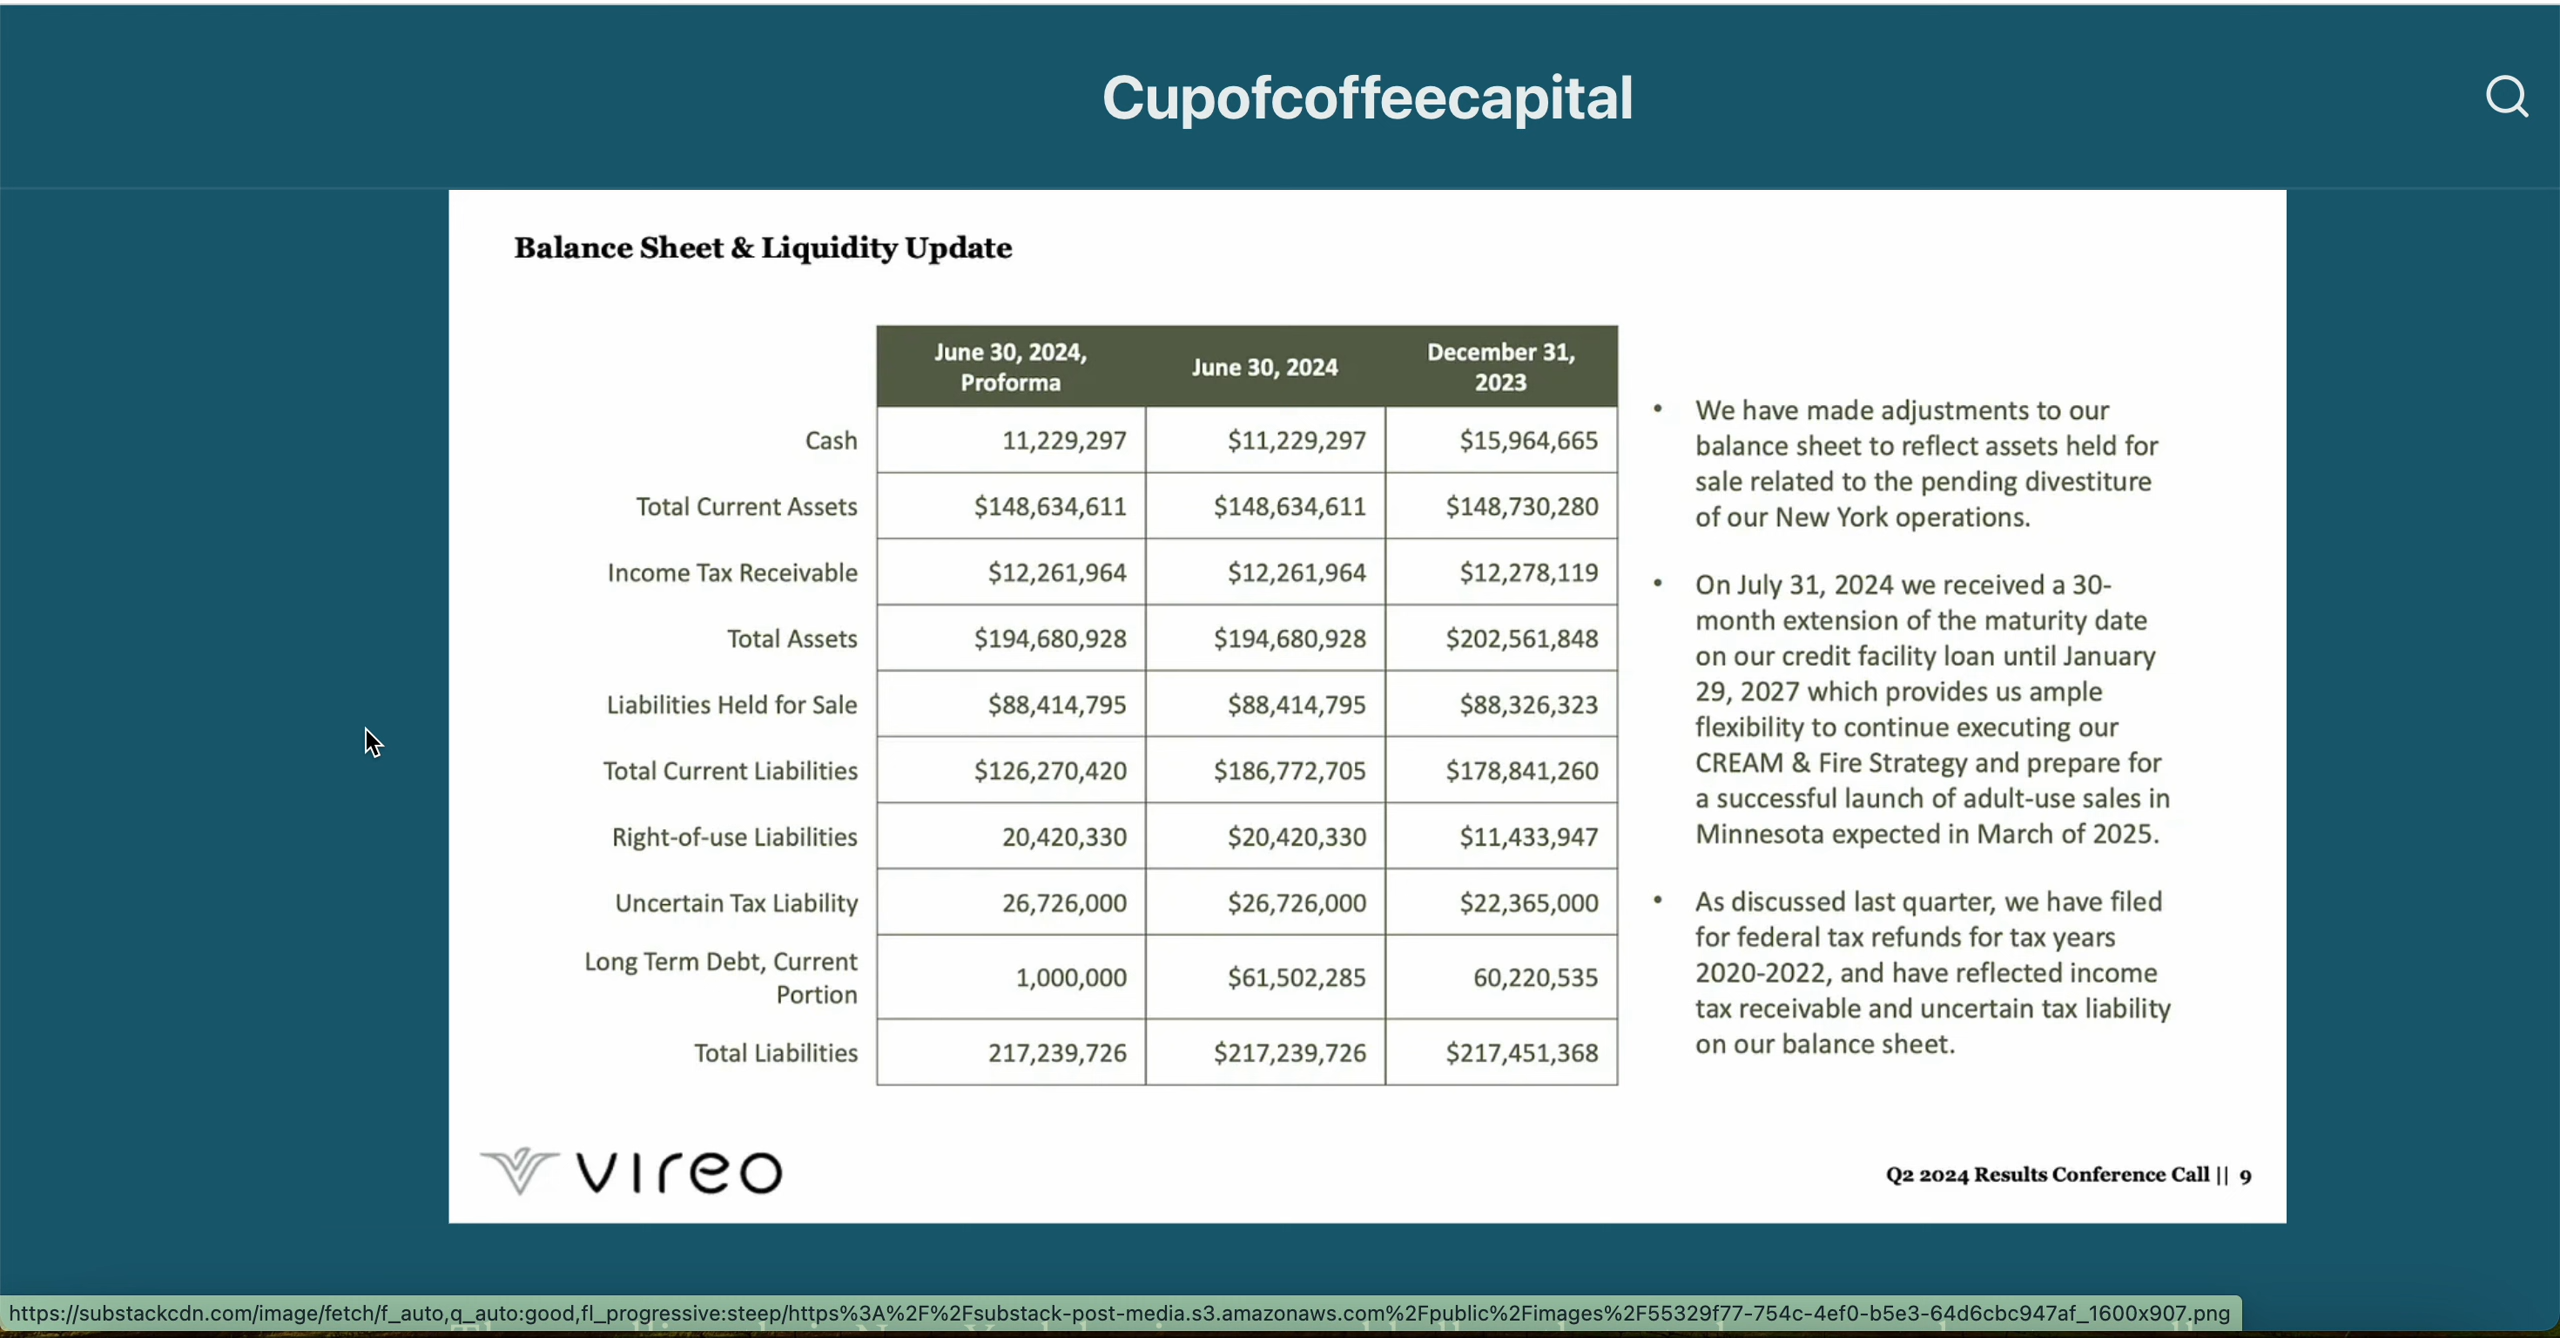 Cupofcoffeecapital
Balance Sheet & Liquidity Update
June 30, 2024,
Proforma
June 30, 2024
December 31,
2023
Cash 11,229,297 $11,229,297 $15,964,665
Total Current Assets $148,634,611 $148,634,611 $148,730,280
Income Tax Receivable $12,261,964 $12,261,964 $12,278,119
Total Assets $194,680,928 $194,680,928 $202,561,848
Liabilities Held for Sale $88,414,795 $88,414,795 $88,326,323
Total Current Liabilities $126,270,420 $186,772,705 $178,841,260
Right-of-use Liabilities 20,420,330 $20,420,330 $11,433,947
Uncertain Tax Liability 26,726,000 $26,726,000 $22,365,000
Long Term Debt, Current
Portion 1,000,000 $61,502,285 60,220,535
Total Liabilities 217,239,726 $217,239,726 $217,451,368
• We have made adjustments to our
balance sheet to reflect assets held for
sale related to the pending divestiture
of our New York operations.
• On July 31, 2024 we received a 30-
month extension of the maturity date
on our credit facility loan until January
29, 2027 which provides us ample
flexibility to continue executing our
CREAM & Fire Strategy and prepare for
a successful launch of adult-use sales in
Minnesota expected in March of 2025.
• As discussed last quarter, we have filed
for federal tax refunds for tax years
2020-2022, and have reflected income
tax receivable and uncertain tax liability
on our balance sheet.
vireo
Q2 2024 Results Conference Call || 9
https://substackcdn.com/image/fetch/f_auto,q_auto:good,fl_progressive:steep/https%3A%2F%2Fsubstack-post-media.s3.amazonaws.com%2Fpublic%2Fimages%2F55329f77-754c-4ef0-b5e3-64d6cbc947af_1600x907.png